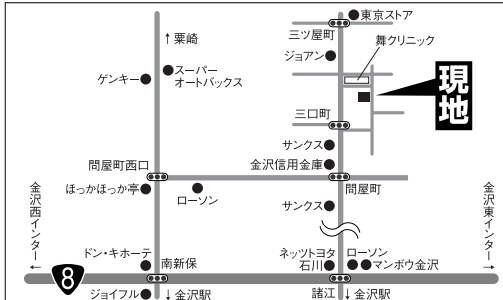 東京ストア
三ツ屋町
↑粟崎
舞クリニック
ジョアン
スーパー
オートバックス
ゲンキー
現地
三口町
サンクス
問屋町西口
金沢信用金庫
ほっかほっか亭
ローソン
問屋町
金沢西インター
←
サンクス
金沢東インター
→
ドン・キホーテ
南新保
ネッツトヨタ
石川
ローソン
マンボウ金沢
8
ジョイフル
↓金沢駅
諸江
↓金沢駅